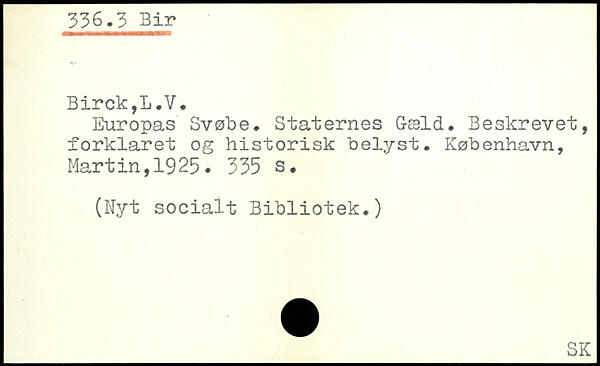 336.3 Bir
Birck,L.V.
Europas Svøbe. Staternes Gæld. Beskrevet,
forklaret og historisk belyst. København,
Martin,1925. 335 s.
(Nyt socialt Bibliotek.)
SK